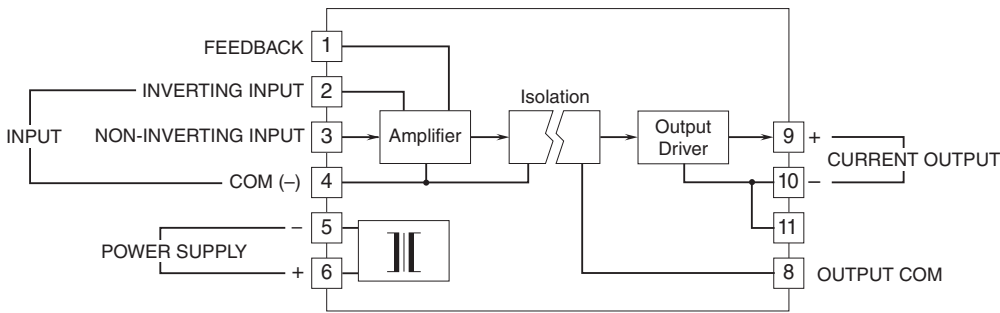 FEEDBACK 1
INVERTING INPUT 2
Isolation
INPUT
NON-INVERTING INPUT 3
Amplifier
Output
Driver
9 +
CURRENT OUTPUT
COM (–) 4
10 –
– 5
11
POWER SUPPLY
+ 6
8 OUTPUT COM